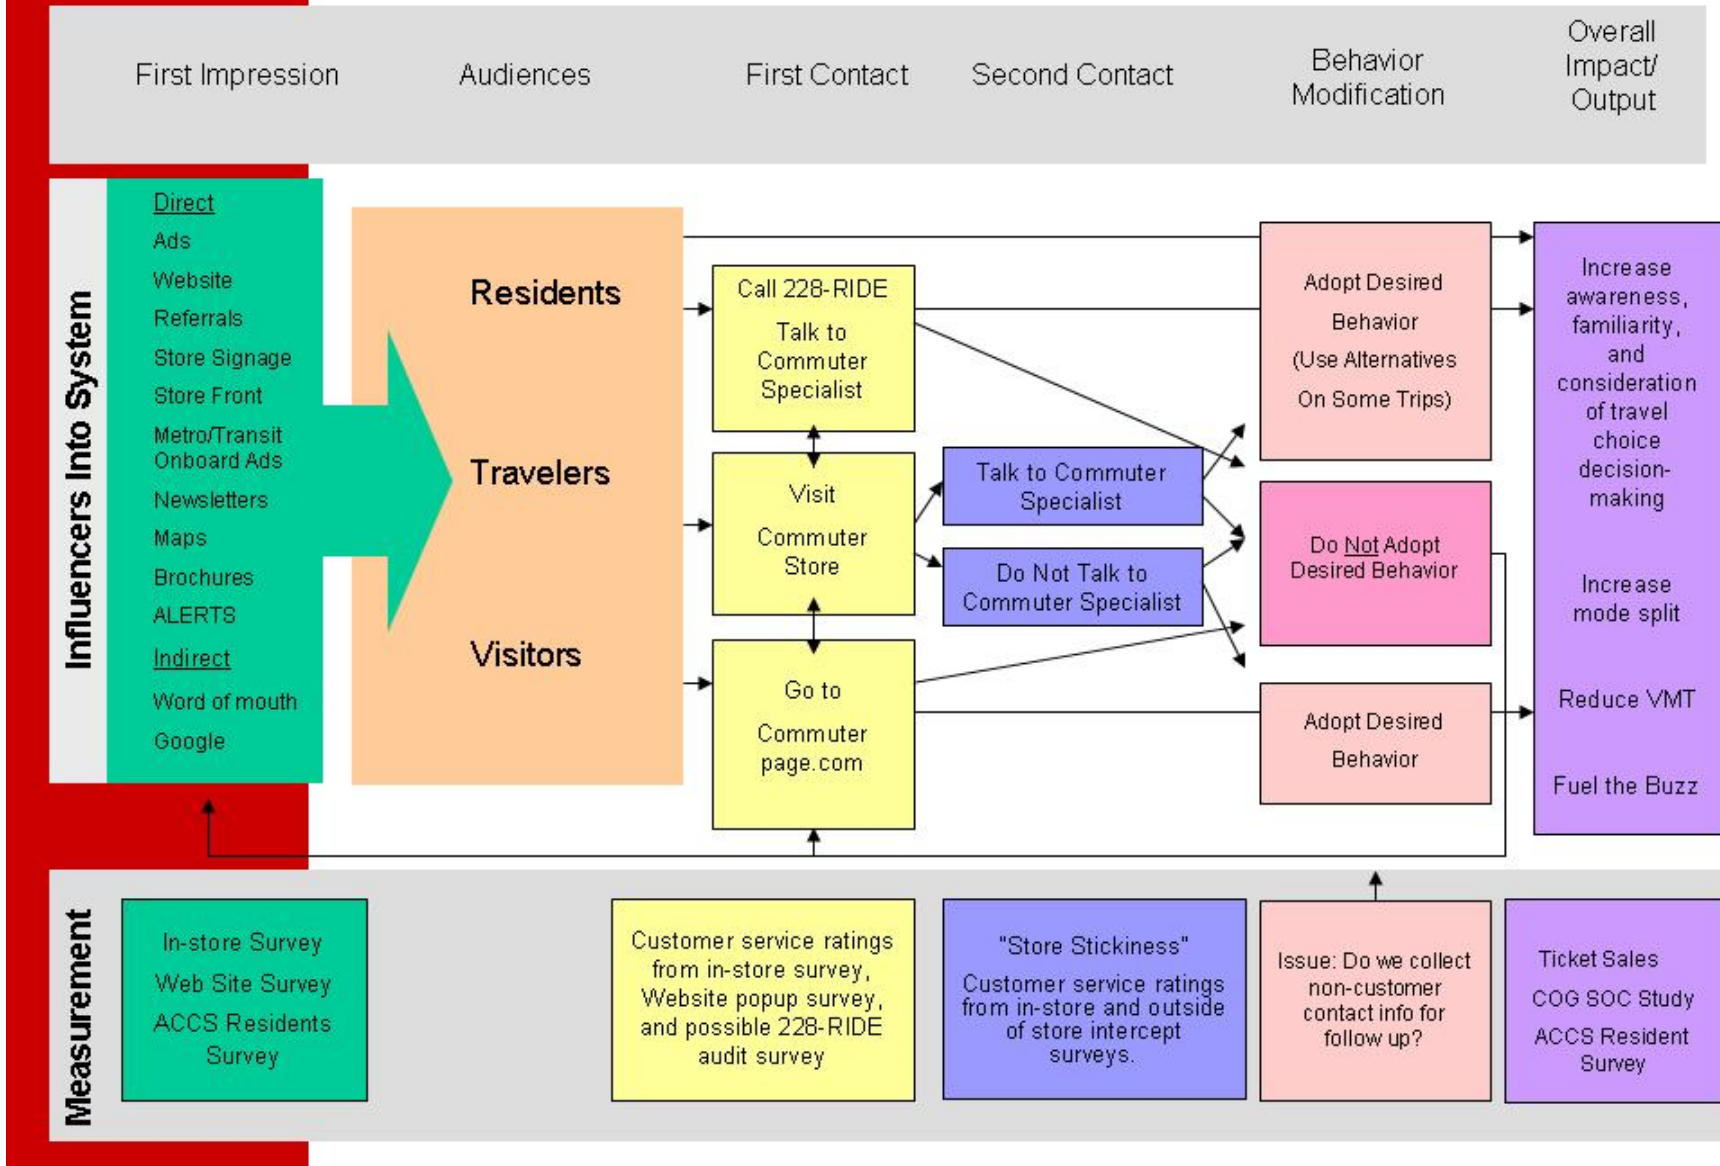 First Impression
Audiences
First Contact
Second Contact
Behavior
Modification
Overall
Impact/
Output
Influencers Into System
Direct
Ads
Website
Referrals
Store Signage
Store Front
Metro/Transit
Onboard Ads
Newsletters
Maps
Brochures
ALERTS
Indirect
Word of mouth
Google
Residents
Travelers
Visitors
Call 228-RIDE
Talk to
Commuter
Specialist
Visit
Commuter
Store
Go to
Commuter
page.com
Talk to Commuter
Specialist
Do Not Talk to
Commuter Specialist
Adopt Desired
Behavior
(Use Alternatives
On Some Trips)
Do Not Adopt
Desired Behavior
Adopt Desired
Behavior
Increase
awareness,
familiarity,
and
consideration
of travel
choice
decision-
making
Increase
mode split
Reduce VMT
Fuel the Buzz
Measurement
In-store Survey
Web Site Survey
ACCS Residents
Survey
Customer service ratings
from in-store survey,
Website popup survey,
and possible 228-RIDE
audit survey
"Store Stickiness"
Customer service ratings
from in-store and outside
of store intercept
surveys.
Issue: Do we collect
non-customer
contact info for
follow up?
Ticket Sales
COG SOC Study
ACCS Resident
Survey